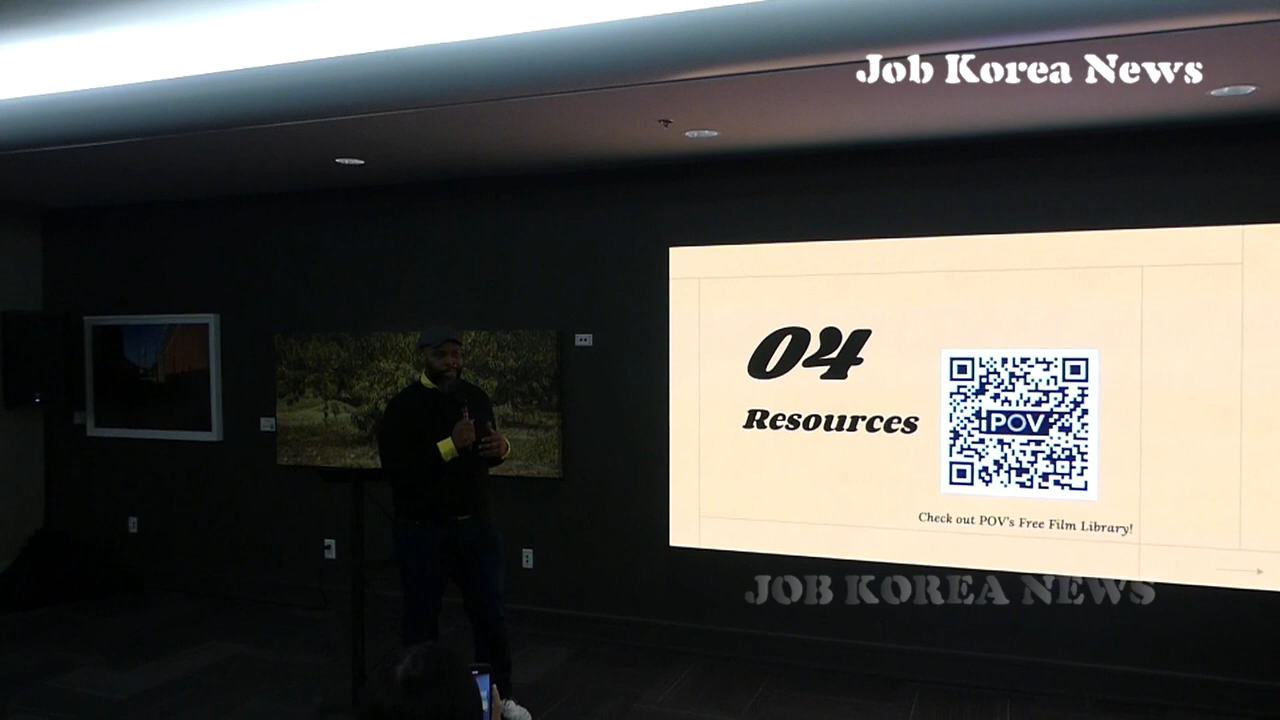 Job Korea News
04
Resources
POV
Check out POV's Free Film Library!
JOB KOREA NEWS